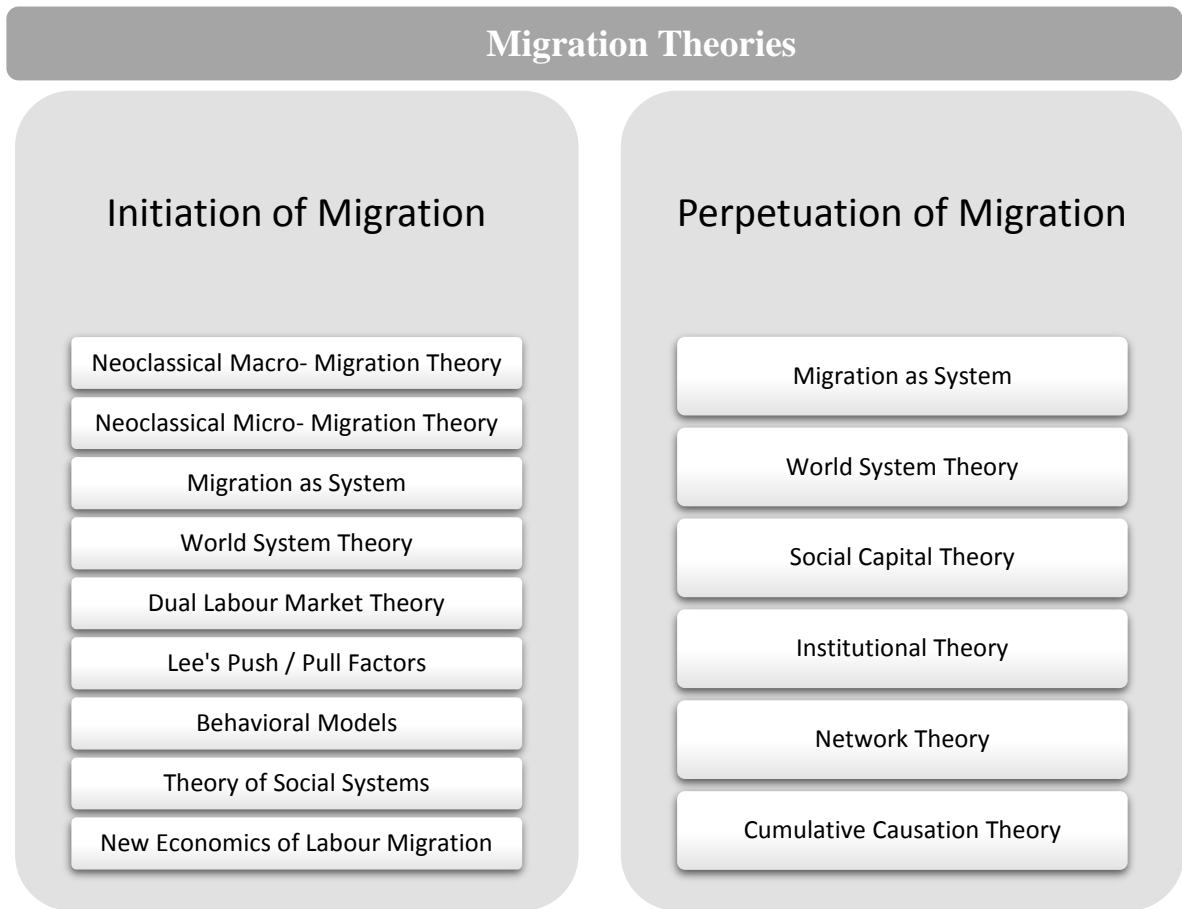 Migration Theories
Initiation of Migration
Neoclassical Macro- Migration Theory
Neoclassical Micro- Migration Theory
Migration as System
World System Theory
Dual Labour Market Theory
Lee's Push / Pull Factors
Behavioral Models
Theory of Social Systems
New Economics of Labour Migration
Perpetuation of Migration
Migration as System
World System Theory
Social Capital Theory
Institutional Theory
Network Theory
Cumulative Causation Theory